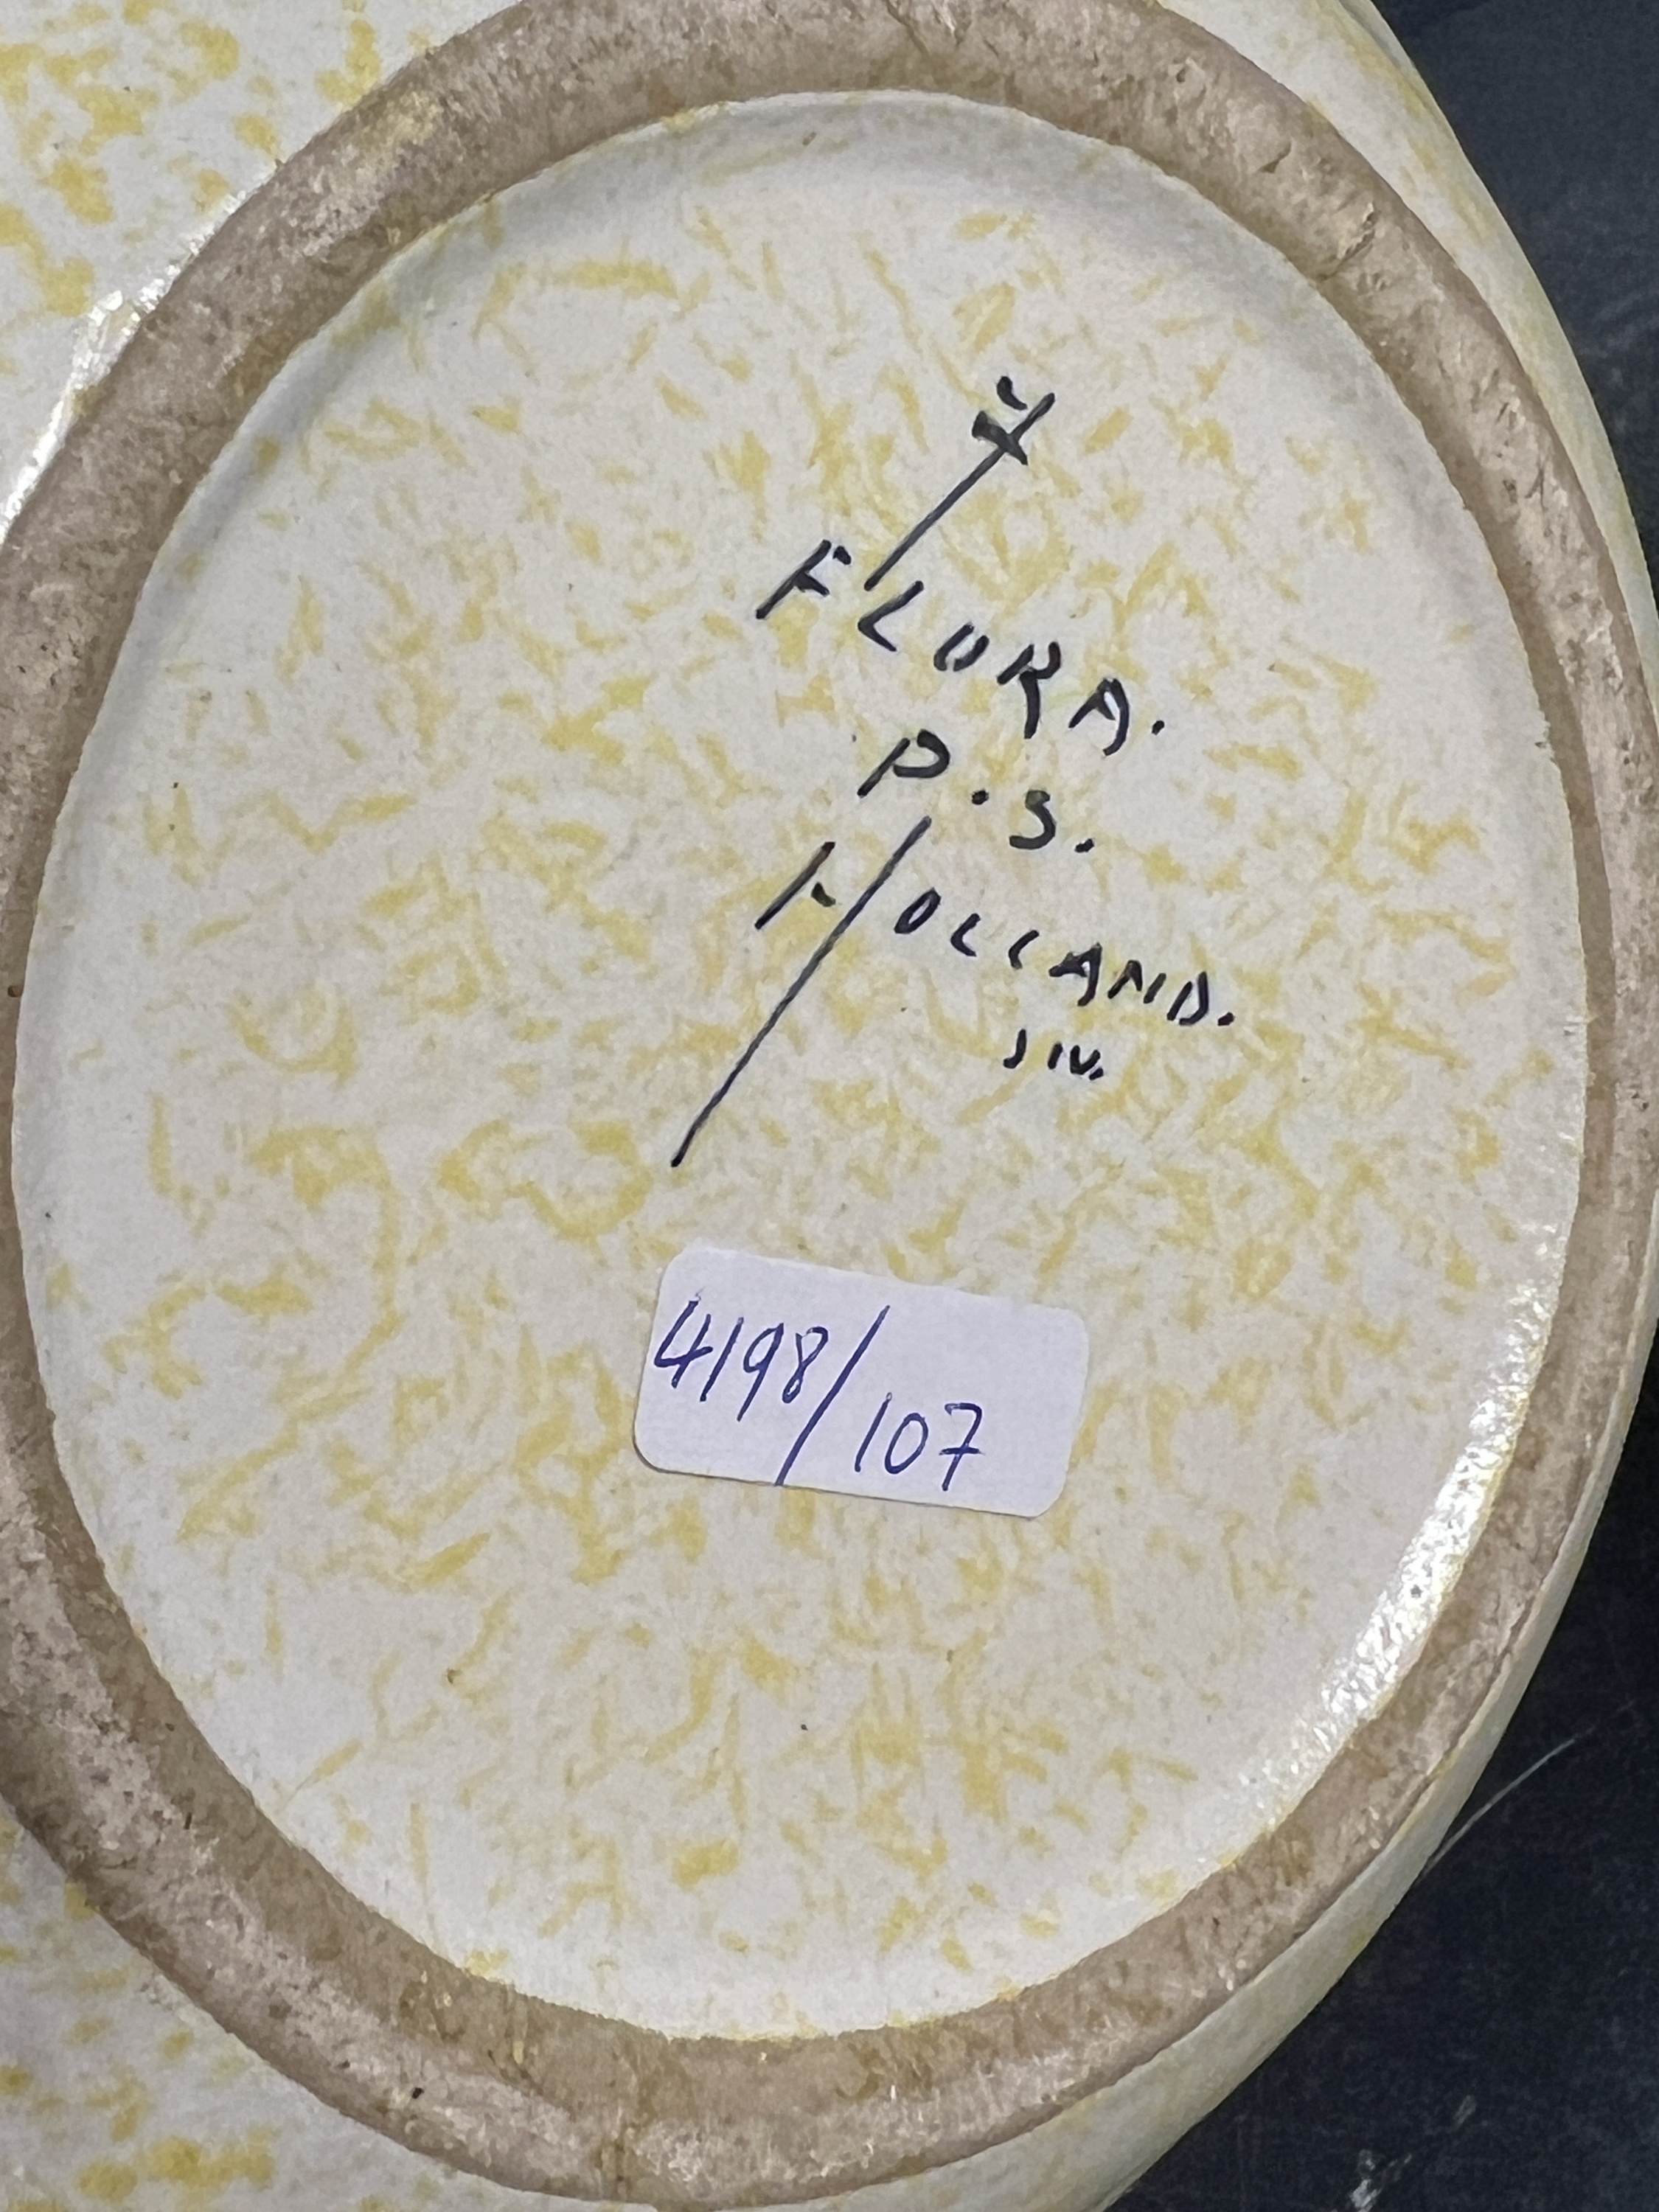 FLORA.
P.S.
HOLLAND.
4198/107